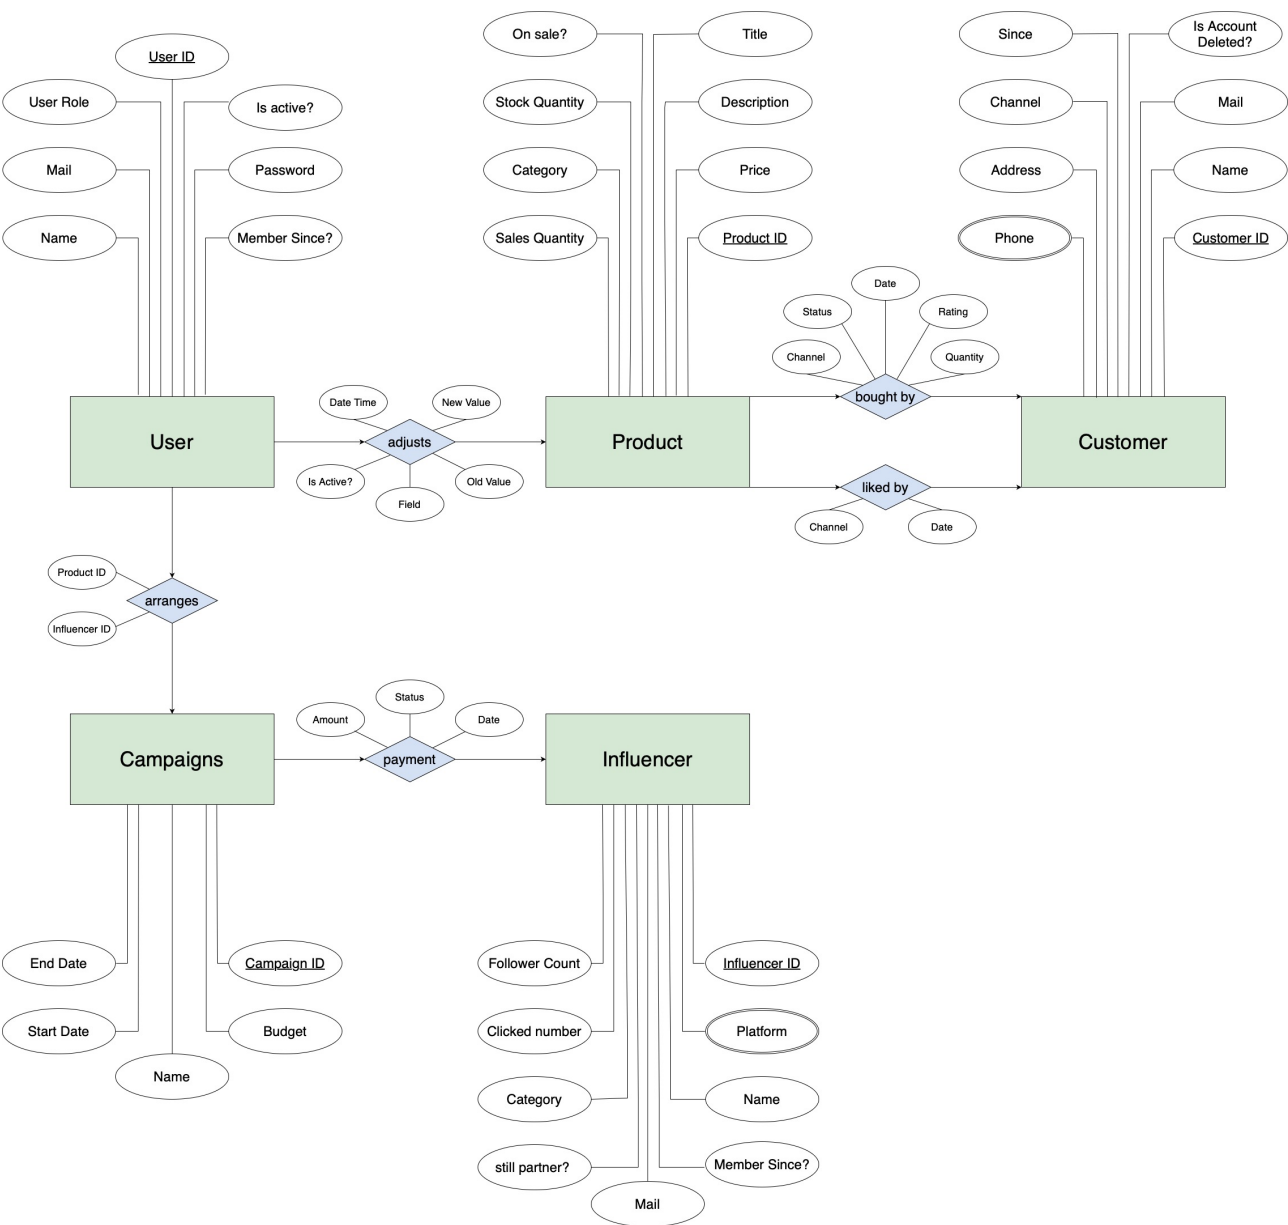 On sale?
Title
Since
Is Account
Deleted?
User ID
User Role
Is active?
Stock Quantity
Description
Channel
Mail
Mail
Password
Category
Price
Address
Name
Name
Member Since?
Sales Quantity
Product ID
Phone
Customer ID
Date
Status
Rating
Channel
Quantity
Date Time
New Value
bought by
User
adjusts
Product
Customer
Is Active?
Old Value
liked by
Field
Channel
Date
Product ID
arranges
Influencer ID
Status
Amount
Date
Campaigns
payment
Influencer
End Date
Campaign ID
Follower Count
Influencer ID
Start Date
Budget
Clicked number
Platform
Name
Category
Name
still partner?
Member Since?
Mail